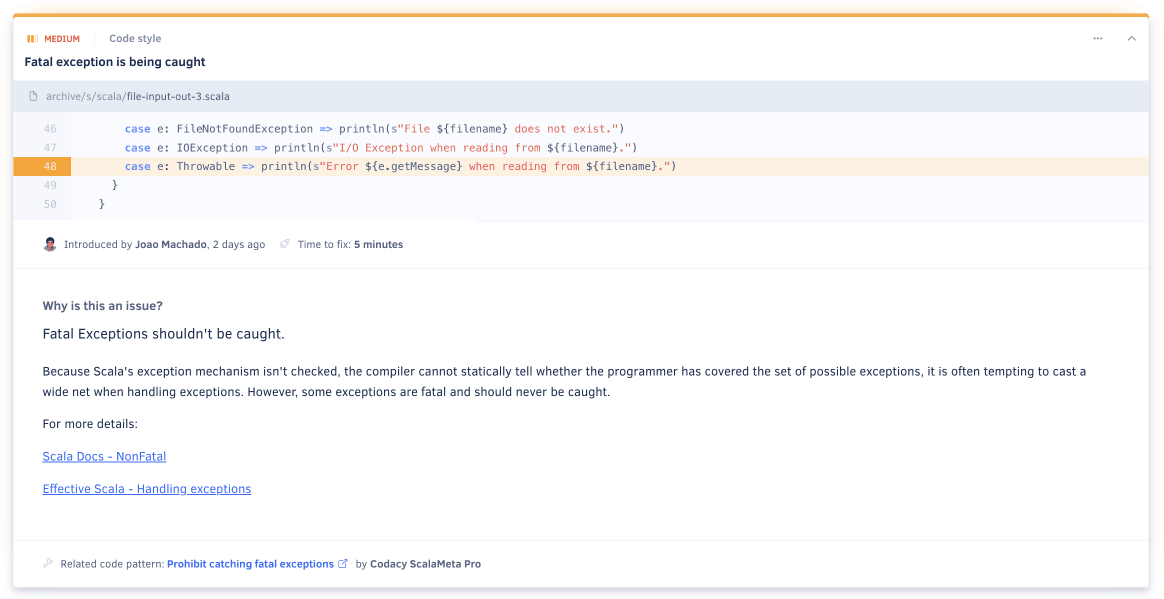 MEDIUM Code style
Fatal exception is being caught
archive/s/scala/file-input-out-3.scala
46 case e: FileNotFoundException => println(s"File ${filename} does not exist.")
47 case e: IOException => println(s"I/O Exception when reading from ${filename}.")
48 case e: Throwable => println(s"Error ${e.getMessage} when reading from ${filename}.")
49 }
50 }
Introduced by Joao Machado, 2 days ago Time to fix: 5 minutes
Why is this an issue?
Fatal Exceptions shouldn't be caught.
Because Scala's exception mechanism isn't checked, the compiler cannot statically tell whether the programmer has covered the set of possible exceptions, it is often tempting to cast a
wide net when handling exceptions. However, some exceptions are fatal and should never be caught.
For more details:
Scala Docs - NonFatal
Effective Scala - Handling exceptions
Related code pattern: Prohibit catching fatal exceptions by Codacy ScalaMeta Pro